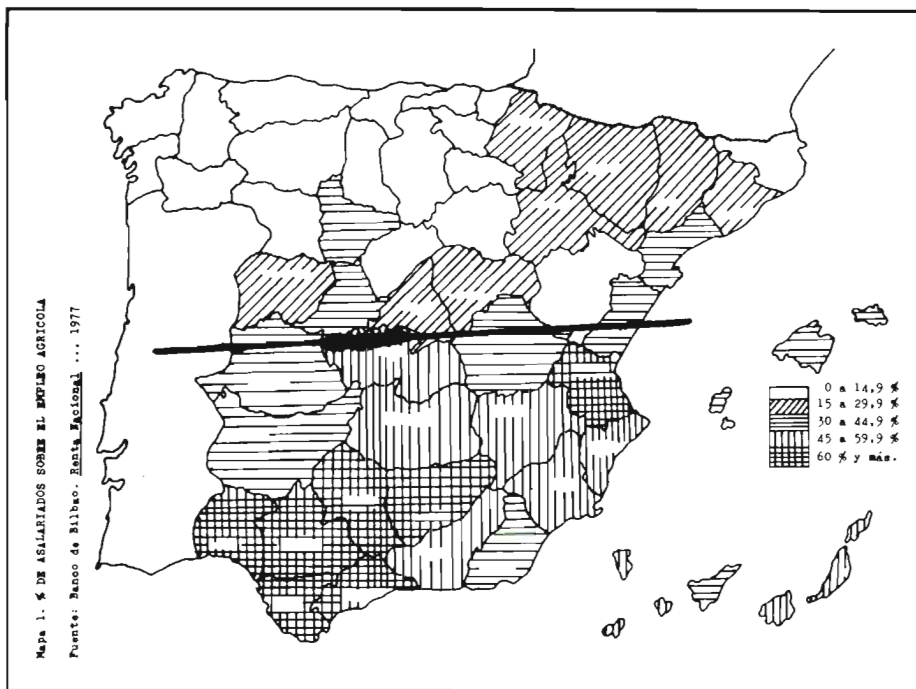 Mapa 1. % DE ASALARIADOS SOBRE EL EMPLEO AGRICOLA
Fuente: Banco de Bilbao. Renta Nacional ... 1977
0 a 14,9 %
15 a 29,9 %
30 a 44,9 %
45 a 59,9 %
60 % y más.